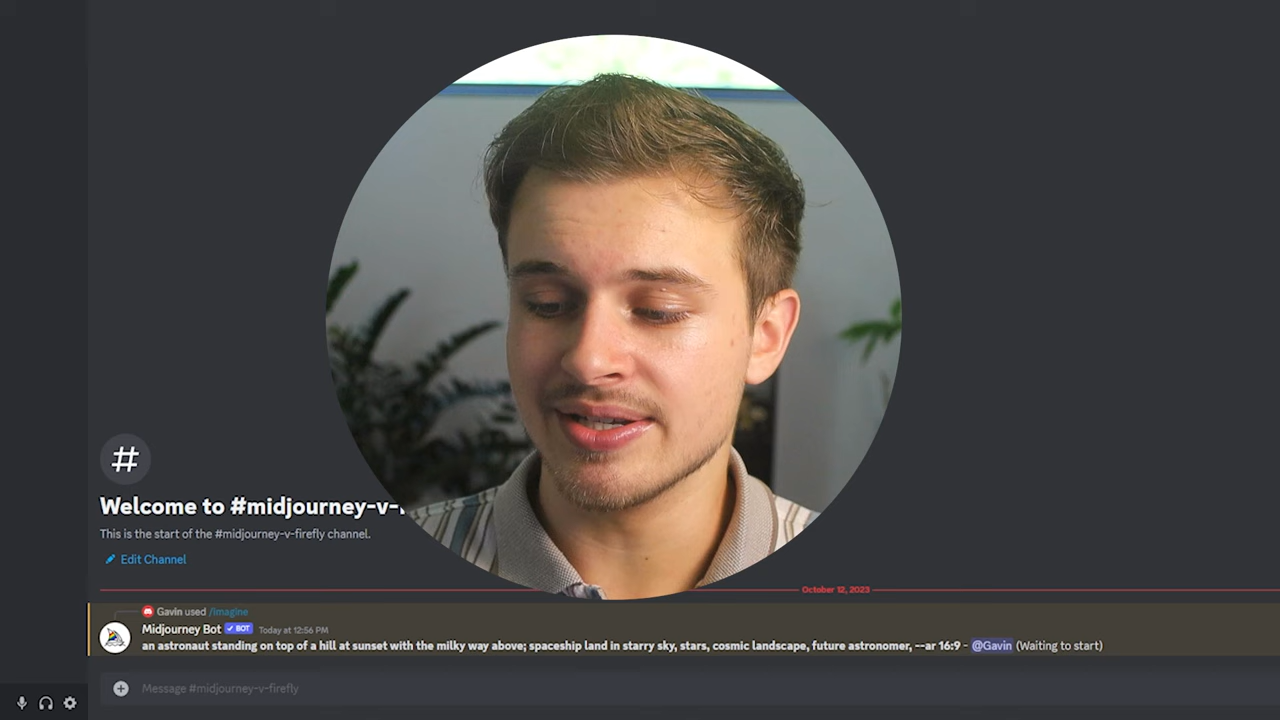 #
Welcome to #midjourney-v-
This is the start of the #midjourney-v-firefly channel.
Edit Channel
October 12, 2023
Gavin used /imagine
Midjourney Bot ✓ BOT Today at 12:56 PM
an astronaut standing on top of a hill at sunset with the milky way above; spaceship land in starry sky, stars, cosmic landscape, future astronomer, --ar 16:9 - @Gavin (Waiting to start)
Message #midjourney-v-firefly